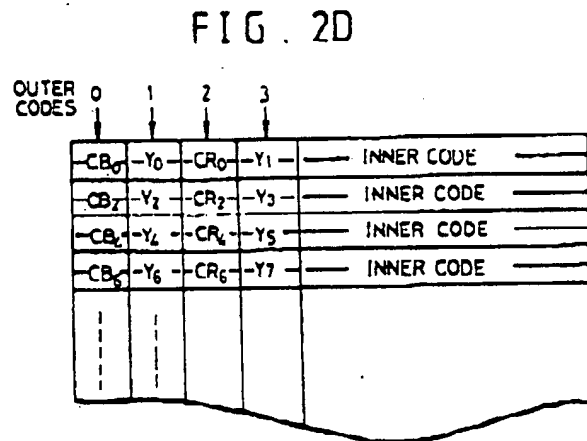 FIG. 2D
OUTER CODES 0 1 2 3
CB₀ Y₀ CR₀ Y₁ INNER CODE
CB₂ Y₂ CR₂ Y₃ INNER CODE
CB₄ Y₄ CR₄ Y₅ INNER CODE
CB₆ Y₆ CR₆ Y₇ INNER CODE